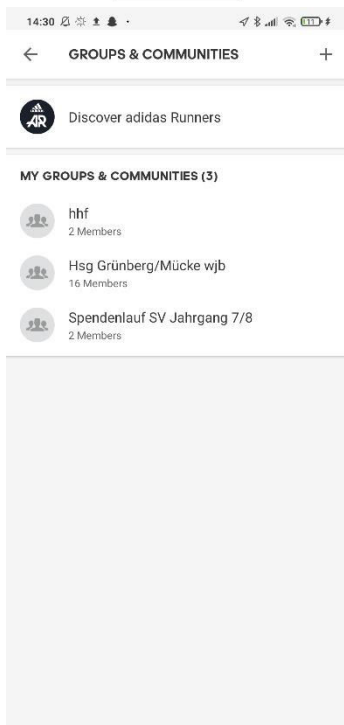 14:30
GROUPS & COMMUNITIES
AR
Discover adidas Runners
MY GROUPS & COMMUNITIES (3)
hhf
2 Members
Hsg Grünberg/Mücke wjb
16 Members
Spendenlauf SV Jahrgang 7/8
2 Members